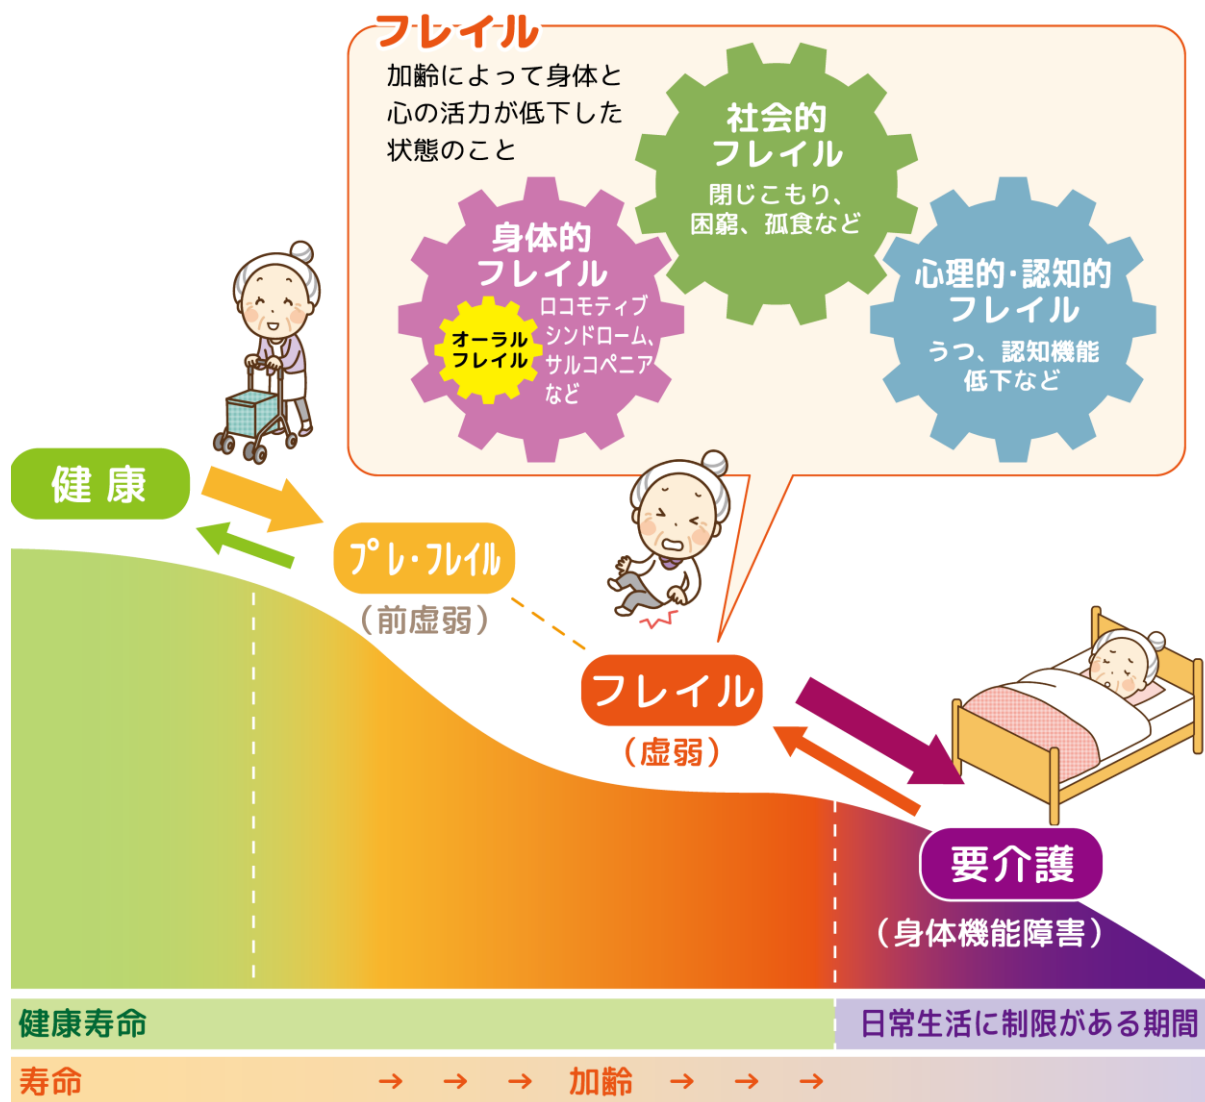 フレイル
加齢によって身体と
心の活力が低下した
状態のこと
社会的
フレイル
閉じこもり、
困窮、孤食など
身体的
フレイル
オーラル
フレイル
ロコモティブ
シンドローム、
サルコペニア
など
心理的・認知的
フレイル
うつ、認知機能
低下など
健康
プレ・フレイル
（前虚弱）
フレイル
（虚弱）
要介護
（身体機能障害）
健康寿命
日常生活に制限がある期間
寿命 → → → 加齢 → → →